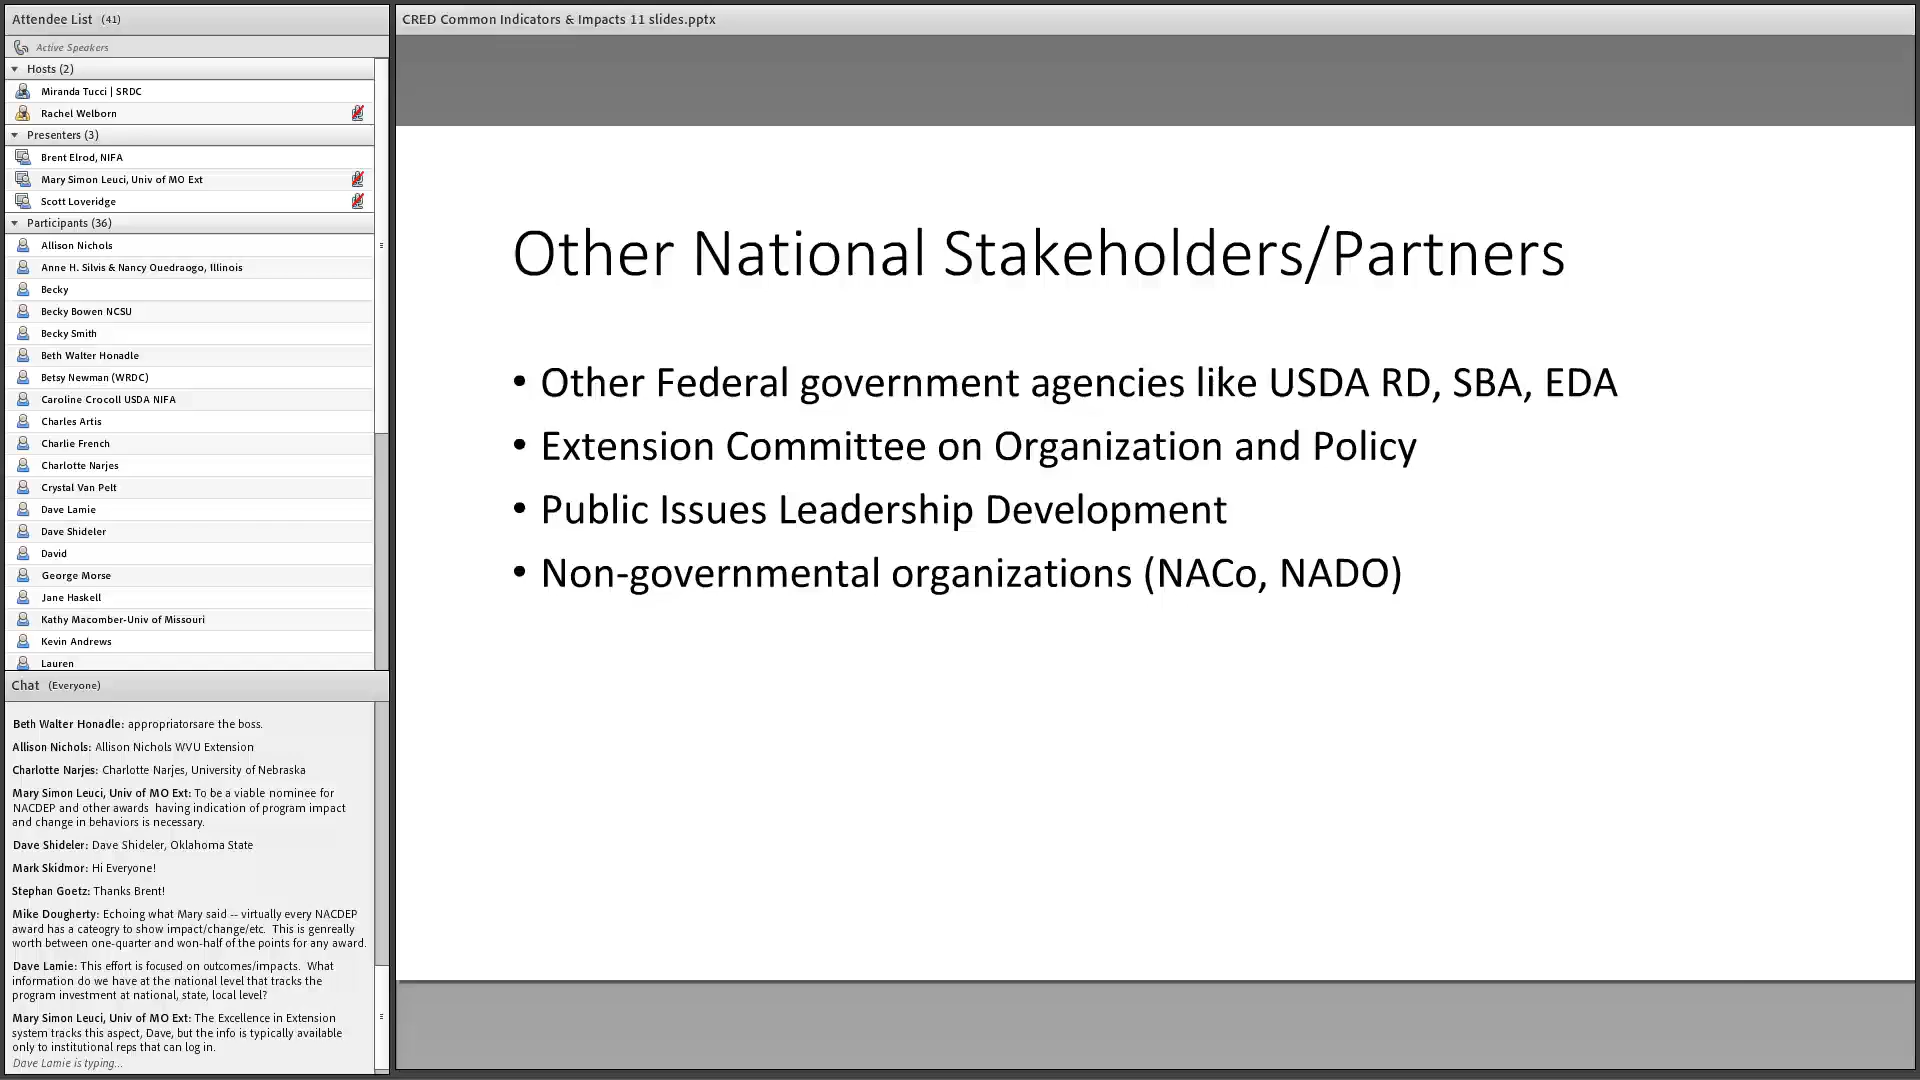 Attendee List (41)
Active Speakers
Hosts (2)
Miranda Tucci | SRDC
Rachel Welborn
Presenters (3)
Brent Elrod, NIFA
Mary Simon Leuci, Univ of MO Ext
Scott Loveridge
Participants (36)
Allison Nichols
Anne H. Silvis & Nancy Ouedraogo, Illinois
Becky
Becky Bowen NCSU
Becky Smith
Beth Walter Honadle
Betsy Newman (WRDC)
Caroline Crocoll USDA NIFA
Charles Artis
Charlie French
Charlotte Narjes
Crystal Van Pelt
Dave Lamie
Dave Shideler
David
George Morse
Jane Haskell
Kathy Macomber-Univ of Missouri
Kevin Andrews
Lauren
Chat (Everyone)
Beth Walter Honadle: appropriatorsare the boss.
Allison Nichols: Allison Nichols WVU Extension
Charlotte Narjes: Charlotte Narjes, University of Nebraska
Mary Simon Leuci, Univ of MO Ext: To be a viable nominee for
NACDEP and other awards having indication of program impact
and change in behaviors is necessary.
Dave Shideler: Dave Shideler, Oklahoma State
Mark Skidmor: Hi Everyone!
Stephan Goetz: Thanks Brent!
Mike Dougherty: Echoing what Mary said -- virtually every NACDEP
award has a cateogry to show impact/change/etc. This is genreally
worth between one-quarter and won-half of the points for any award.
Dave Lamie: This effort is focused on outcomes/impacts. What
information do we have at the national level that tracks the
program investment at national, state, local level?
Mary Simon Leuci, Univ of MO Ext: The Excellence in Extension
system tracks this aspect, Dave, but the info is typically available
only to institutional reps that can log in.
Dave Lamie is typing...
CRED Common Indicators & Impacts 11 slides.pptx
Other National Stakeholders/Partners
• Other Federal government agencies like USDA RD, SBA, EDA
• Extension Committee on Organization and Policy
• Public Issues Leadership Development
• Non-governmental organizations (NACo, NADO)